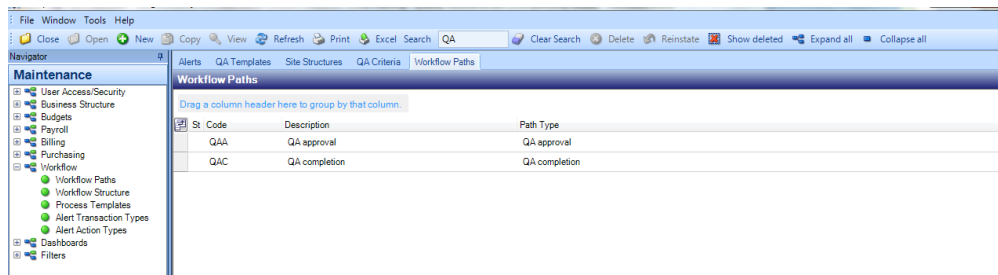 File Window Tools Help
Close Open New Copy View Refresh Print Excel Search QA Clear Search Delete Reinstate Show deleted Expand all Collapse all
Navigator
Alerts QA Templates Site Structures QA Criteria Workflow Paths
Maintenance
Workflow Paths
User Access/Security
Business Structure
Budgets
Payroll
Billing
Purchasing
Workflow
Workflow Paths
Workflow Structure
Process Templates
Alert Transaction Types
Alert Action Types
Dashboards
Filters
Drag a column header here to group by that column.
St Code Description Path Type
QAA QA approval QA approval
QAC QA completion QA completion